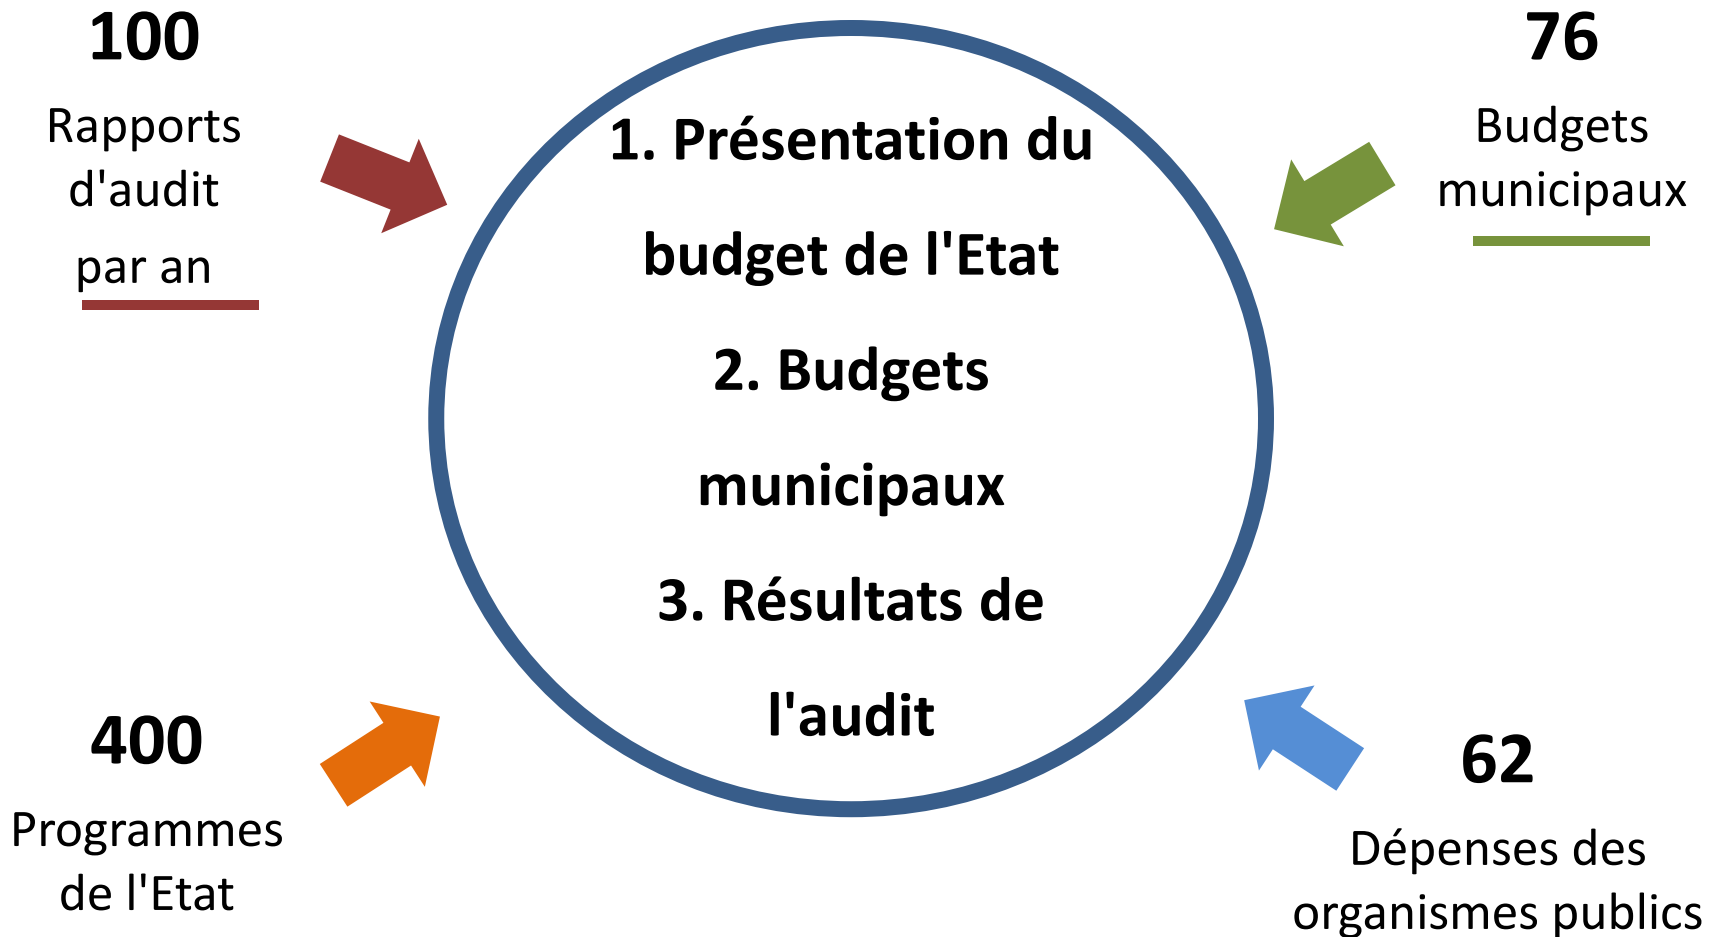 100
Rapports
d'audit
par an
1. Présentation du
budget de l'Etat
2. Budgets
municipaux
3. Résultats de
l'audit
76
Budgets
municipaux
400
Programmes
de l'Etat
62
Dépenses des
organismes publics